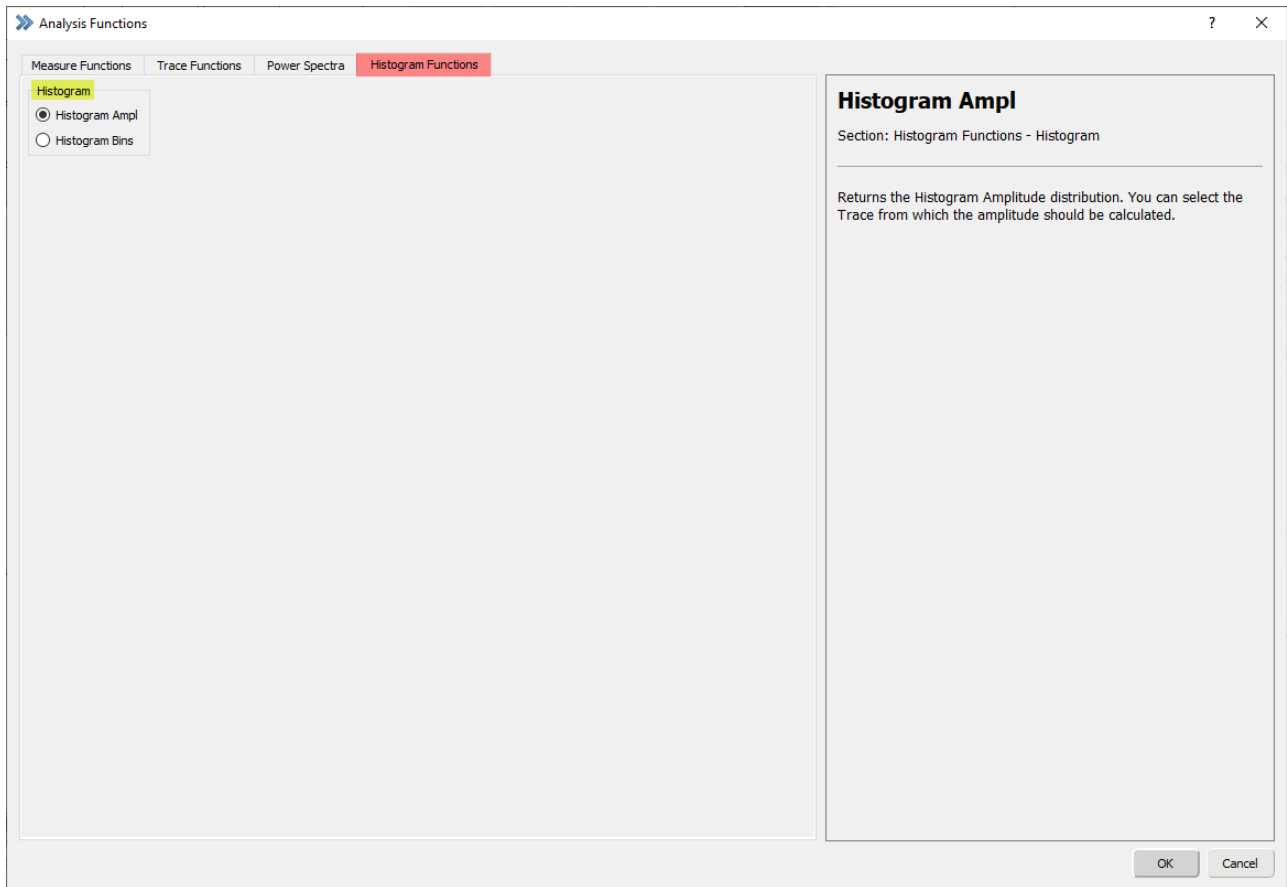 Analysis Functions
?
Measure Functions Trace Functions Power Spectra Histogram Functions
Histogram
Histogram Ampl
Histogram Bins
Histogram Ampl
Section: Histogram Functions - Histogram
Returns the Histogram Amplitude distribution. You can select the
Trace from which the amplitude should be calculated.
OK Cancel